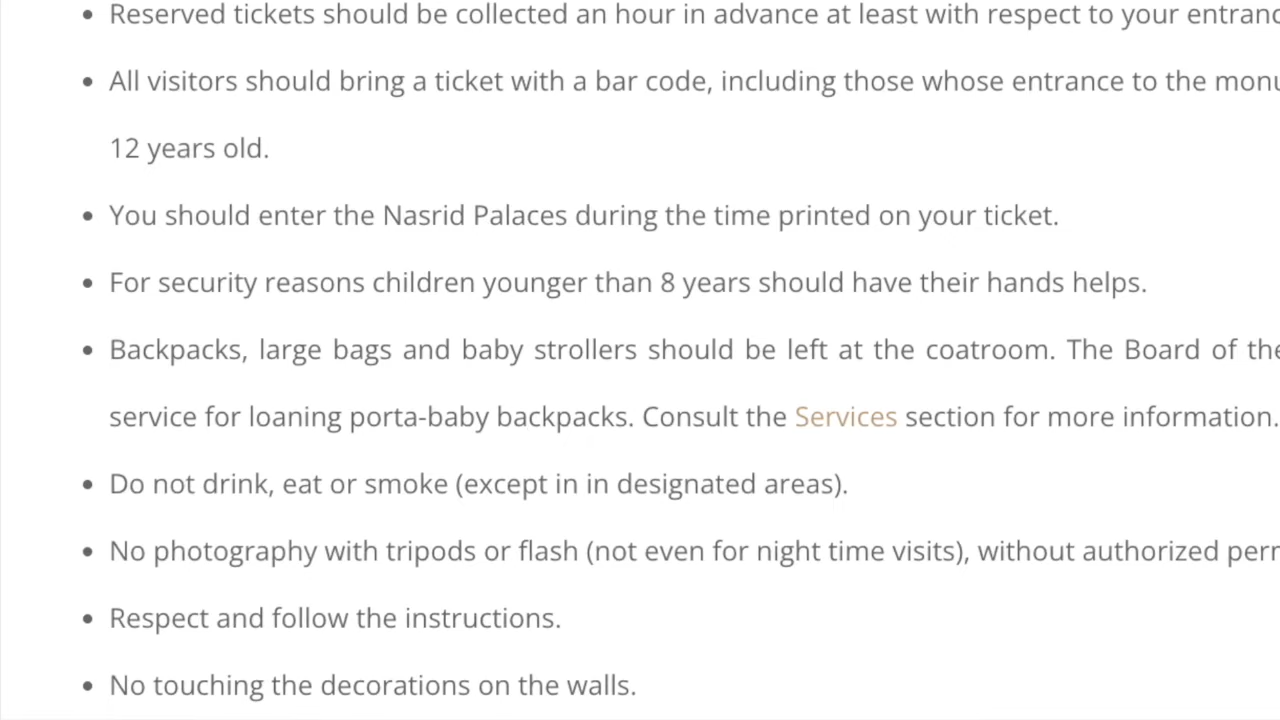 Reserved tickets should be collected an hour in advance at least with respect to your
All visitors should bring a ticket with a bar code, including those whose entrance to the
12 years old.
You should enter the Nasrid Palaces during the time printed on your ticket.
For security reasons children younger than 8 years should have their hands helps.
Backpacks, large bags and baby strollers should be left at the coatroom. The Board of the
service for loaning porta-baby backpacks. Consult the Services section for more information.
Do not drink, eat or smoke (except in in designated areas).
No photography with tripods or flash (not even for night time visits), without authorized
Respect and follow the instructions.
No touching the decorations on the walls.